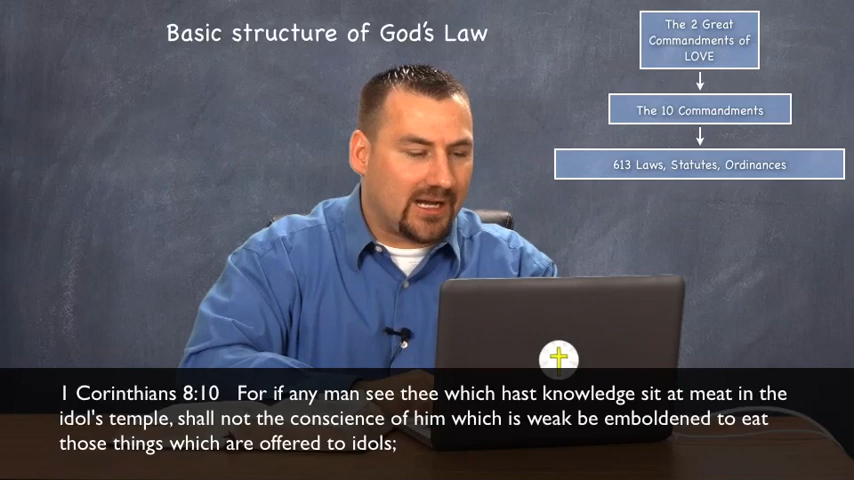 Basic structure of God's Law
The 2 Great
Commandments of
LOVE
The 10 Commandments
613 Laws, Statutes, Ordinances
1 Corinthians 8:10 For if any man see thee which hast knowledge sit at meat in the
idol's temple, shall not the conscience of him which is weak be emboldened to eat
those things which are offered to idols;